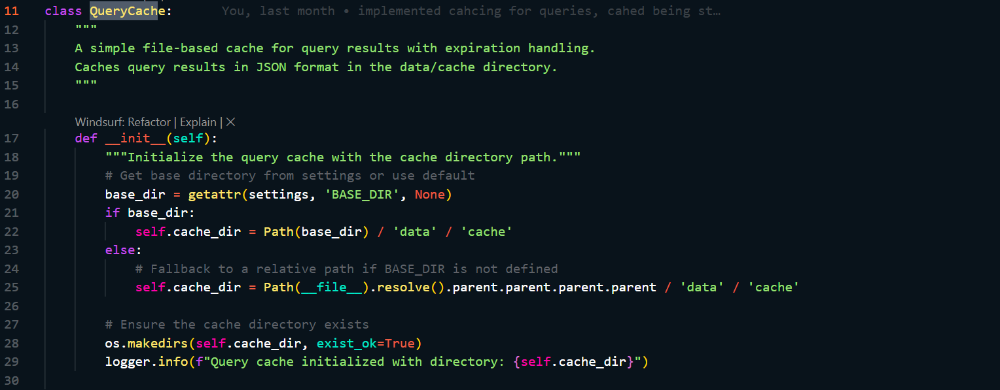 11 class QueryCache: You, last month • implemented cahcing for queries, cahed being st…
12 """
13 A simple file-based cache for query results with expiration handling.
14 Caches query results in JSON format in the data/cache directory.
15 """
16
Windsurf: Refactor | Explain | ×
17 def __init__(self):
18 """Initialize the query cache with the cache directory path."""
19 # Get base directory from settings or use default
20 base_dir = getattr(settings, 'BASE_DIR', None)
21 if base_dir:
22 self.cache_dir = Path(base_dir) / 'data' / 'cache'
23 else:
24 # Fallback to a relative path if BASE_DIR is not defined
25 self.cache_dir = Path(__file__).resolve().parent.parent.parent.parent / 'data' / 'cache'
26
27 # Ensure the cache directory exists
28 os.makedirs(self.cache_dir, exist_ok=True)
29 logger.info(f"Query cache initialized with directory: {self.cache_dir}")
30